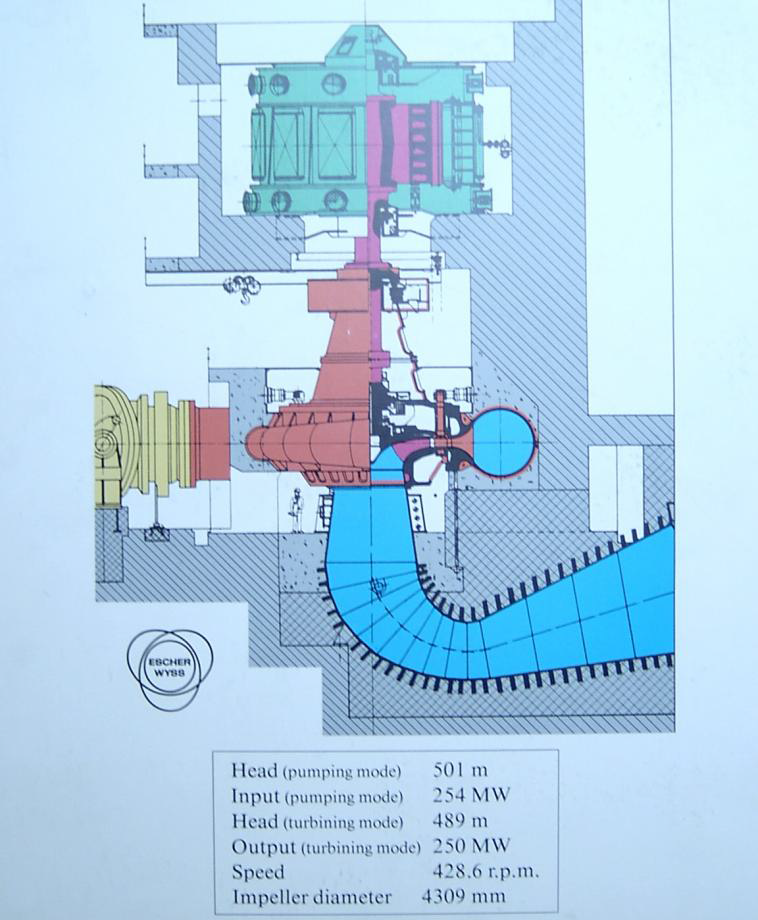 ESCHER
WYSS
Head (pumping mode) 501 m
Input (pumping mode) 254 MW
Head (turbining mode) 489 m
Output (turbining mode) 250 MW
Speed 428.6 r.p.m.
Impeller diameter 4309 mm